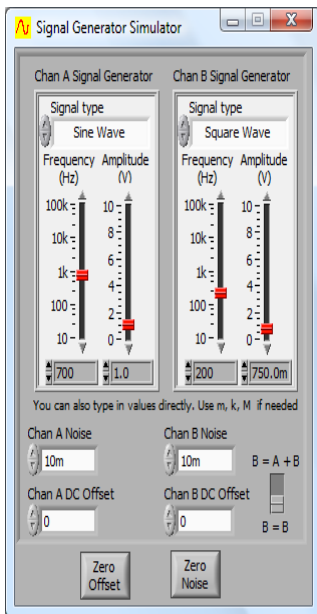 Signal Generator Simulator
Chan A Signal Generator
Chan B Signal Generator
Signal type
Sine Wave
Signal type
Square Wave
Frequency
(Hz)
Amplitude
(V)
Frequency
(Hz)
Amplitude
(V)
100k
10k
1k
100
10
10
8
6
4
2
0
100k
10k
1k
100
10
10
8
6
4
2
0
700
1.0
200
750.0m
You can also type in values directly. Use m, k, M if needed
Chan A Noise
10m
Chan B Noise
10m
B = A + B
Chan A DC Offset
0
Chan B DC Offset
0
B = B
Zero
Offset
Zero
Noise